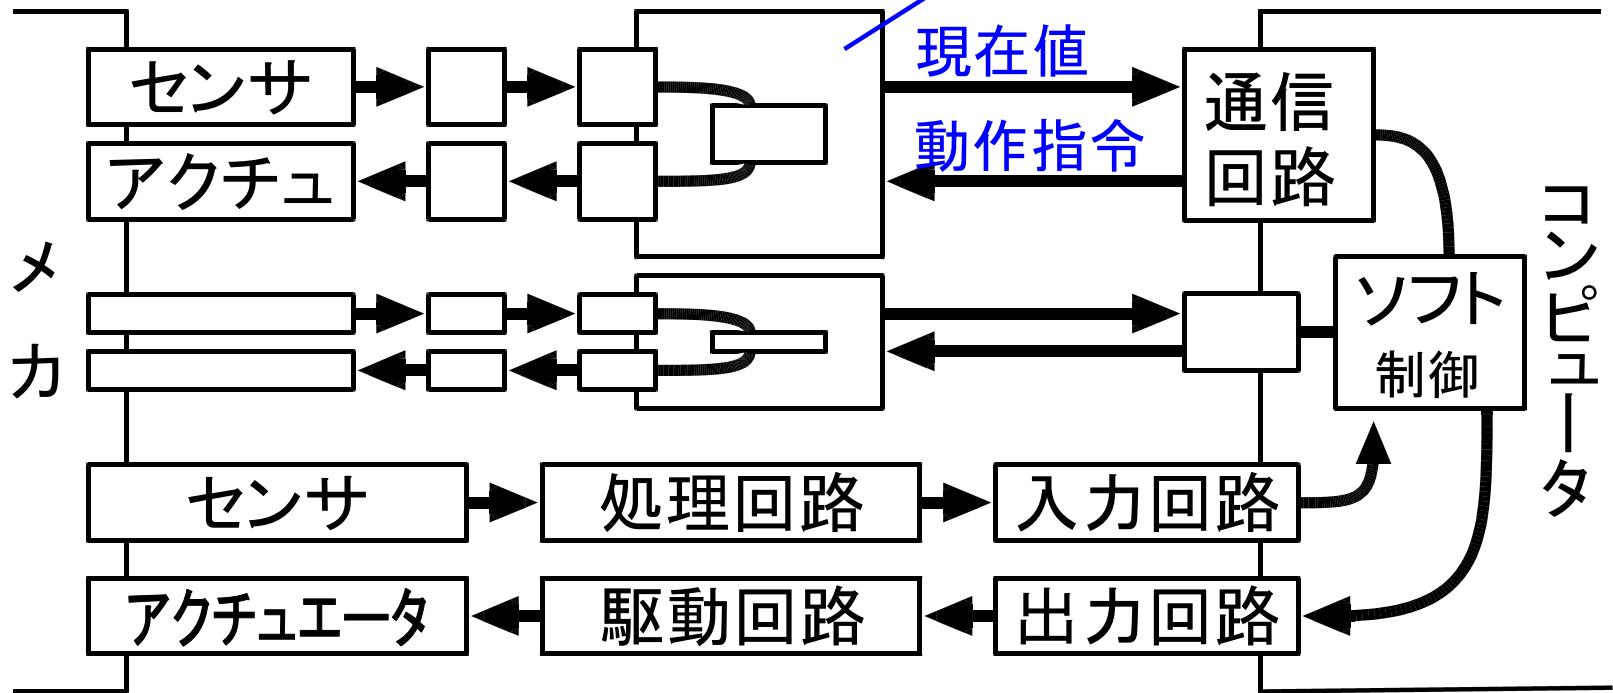 現在値
センサ
通信
回路
動作指令
アクチュ
メカ
コンピュータ
ソフト
制御
センサ
処理回路
入力回路
アクチュエータ
駆動回路
出力回路